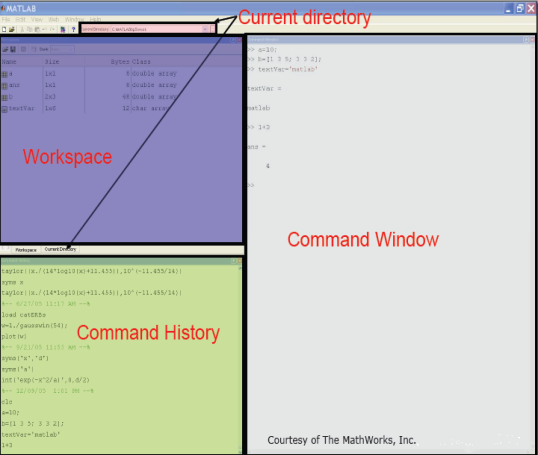 MATLAB
File Edit View Web Window Help
Current directory
Name Size Bytes Class
a 1x1 8 double array
ans 1x1 8 double array
b 2x3 48 double array
textVar 1x6 12 char array
Workspace
Workspace Current Directory
taylor((x./(14*log10(x)+11.455)),10^(-11.455/14))
syms x
taylor((x./(14*log10(x)+11.455)),10^(-11.455/14))
load catERBs
w=1./gausswin(54);
plot(w)
syms('x','d')
syms('x')
int('exp(-x^2/a)',0,d/2)
clc
a=10;
b=[1 3 5; 3 3 2];
textVar='matlab'
1+3
Command History
>> a=10;
>> b=[1 3 5; 3 3 2];
>> textVar='matlab'
textVar =
matlab
>> 1+3
ans =
4
>>
Command Window
Courtesy of The MathWorks, Inc.